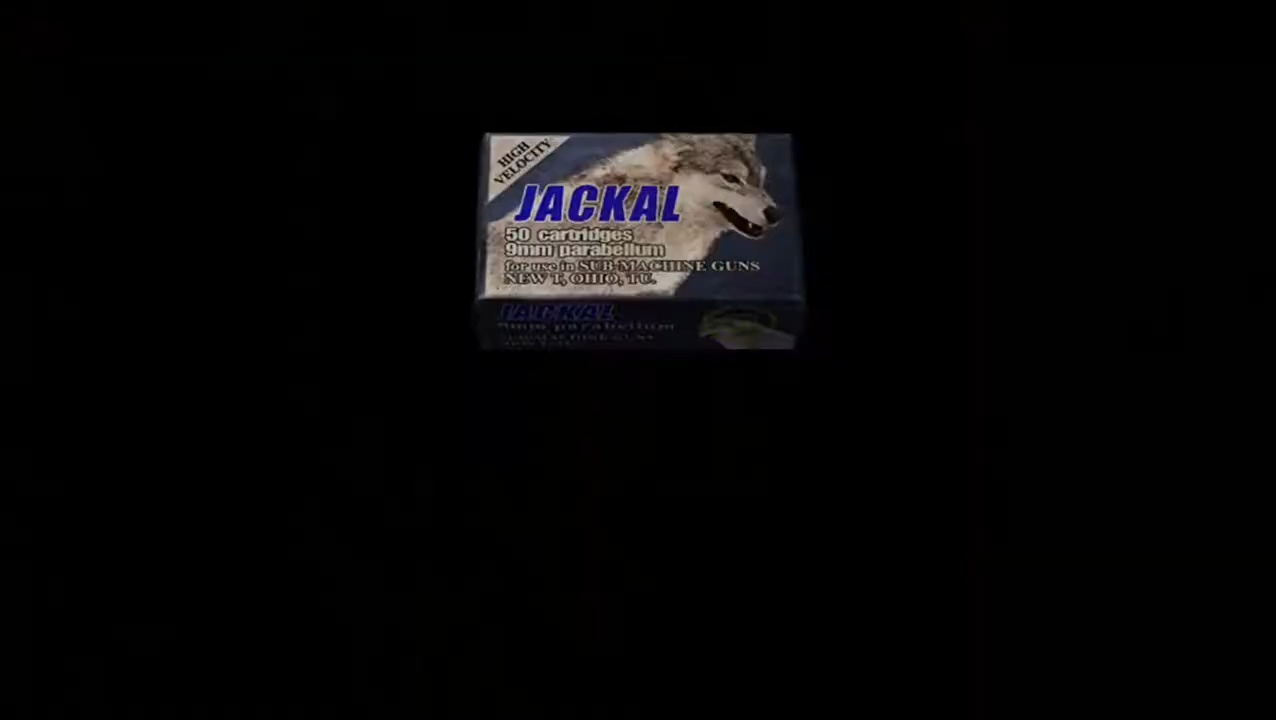 HIGH
VELOCITY
JACKAL
50 cartridges
9mm parabellum
for use in SUB-MACHINE GUNS
NEW T, OHIO, TU.
JACKAL
9mm parabellum